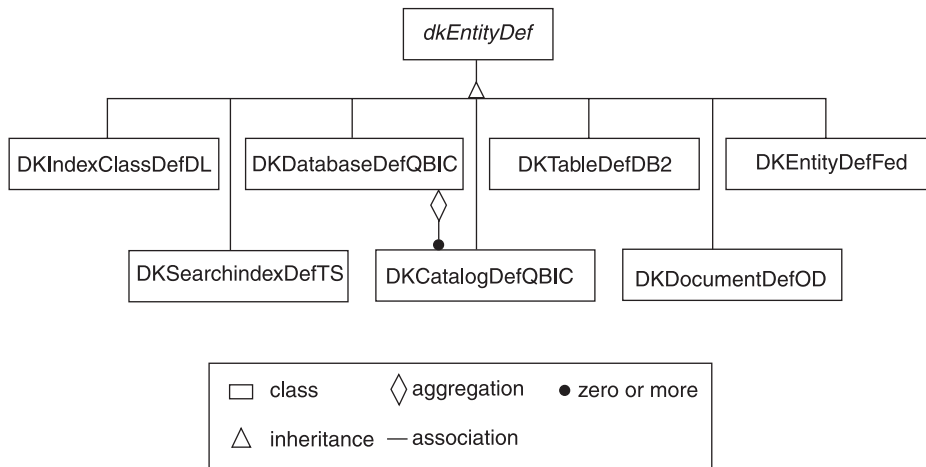 dkEntityDef
DKIndexClassDefDL
DKDatabaseDefQBIC
DKTableDefDB2
DKEntityDefFed
DKSearchindexDefTS
DKCatalogDefQBIC
DKDocumentDefOD
class
aggregation
zero or more
inheritance
association